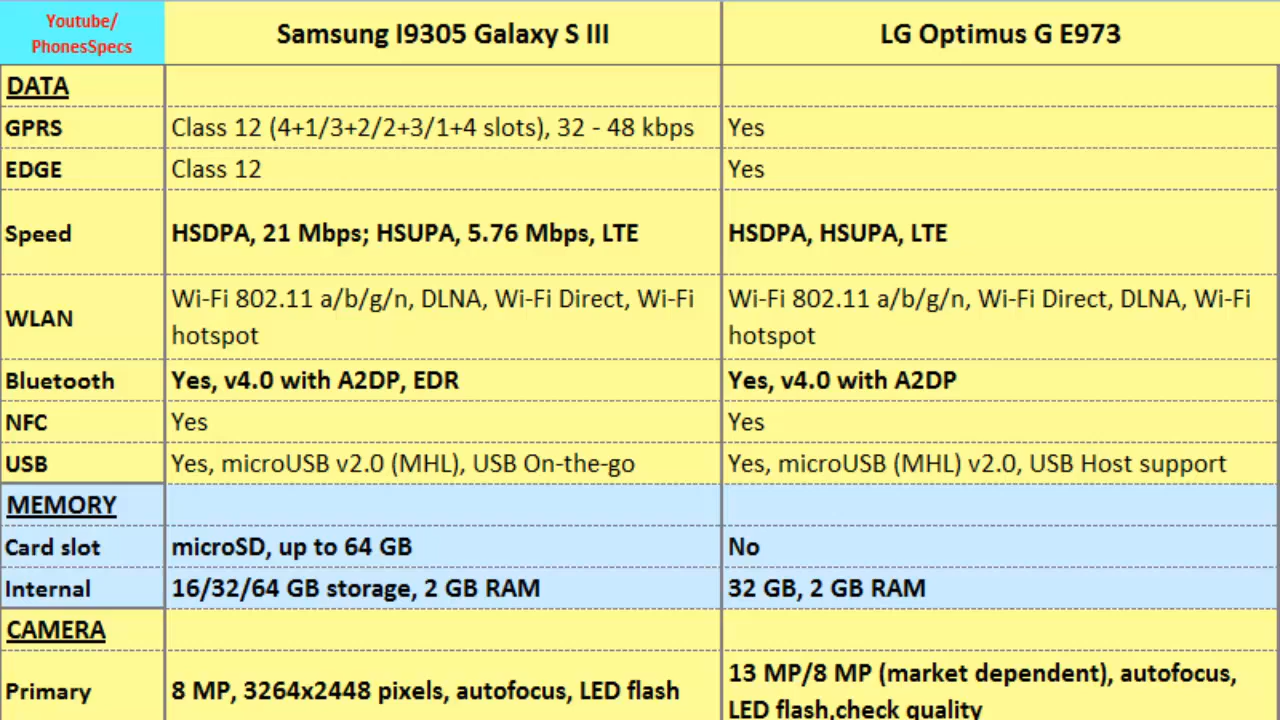 Youtube/
PhonesSpecs
Samsung I9305 Galaxy S III
LG Optimus G E973
DATA
GPRS
Class 12 (4+1/3+2/2+3/1+4 slots), 32 - 48 kbps
Yes
EDGE
Class 12
Yes
Speed
HSDPA, 21 Mbps; HSUPA, 5.76 Mbps, LTE
HSDPA, HSUPA, LTE
WLAN
Wi-Fi 802.11 a/b/g/n, DLNA, Wi-Fi Direct, Wi-Fi
hotspot
Wi-Fi 802.11 a/b/g/n, Wi-Fi Direct, DLNA, Wi-Fi
hotspot
Bluetooth
Yes, v4.0 with A2DP, EDR
Yes, v4.0 with A2DP
NFC
Yes
Yes
USB
Yes, microUSB v2.0 (MHL), USB On-the-go
Yes, microUSB (MHL) v2.0, USB Host support
MEMORY
Card slot
microSD, up to 64 GB
No
Internal
16/32/64 GB storage, 2 GB RAM
32 GB, 2 GB RAM
CAMERA
Primary
8 MP, 3264x2448 pixels, autofocus, LED flash
13 MP/8 MP (market dependent), autofocus,
LED flash,check quality